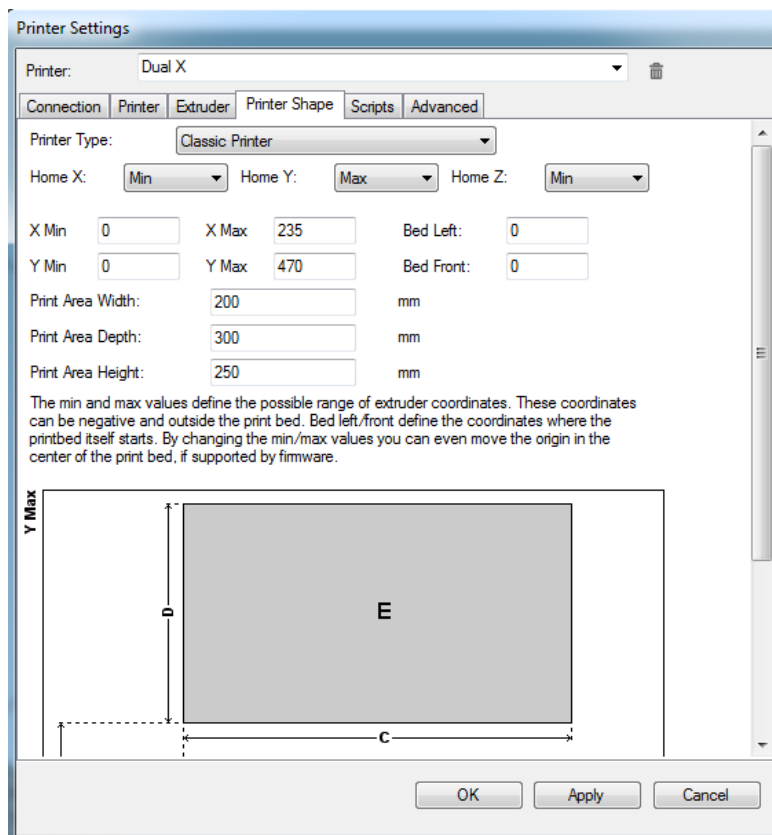 Printer Settings
Printer: Dual X
Connection Printer Extruder Printer Shape Scripts Advanced
Printer Type: Classic Printer
Home X: Min Home Y: Max Home Z: Min
X Min 0 X Max 235 Bed Left: 0
Y Min 0 Y Max 470 Bed Front: 0
Print Area Width: 200 mm
Print Area Depth: 300 mm
Print Area Height: 250 mm
The min and max values define the possible range of extruder coordinates. These coordinates
can be negative and outside the print bed. Bed left/front define the coordinates where the
printbed itself starts. By changing the min/max values you can even move the origin in the
center of the print bed, if supported by firmware.
Y Max
D
E
C
OK Apply Cancel